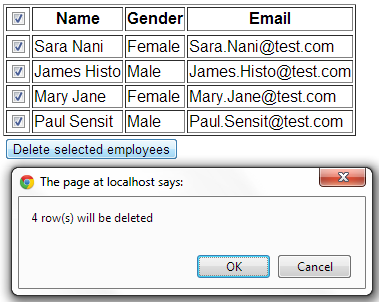 Name Gender Email
Sara Nani Female Sara.Nani@test.com
James Histo Male James.Histo@test.com
Mary Jane Female Mary.Jane@test.com
Paul Sensit Male Paul.Sensit@test.com
Delete selected employees
The page at localhost says:
4 row(s) will be deleted
OK Cancel